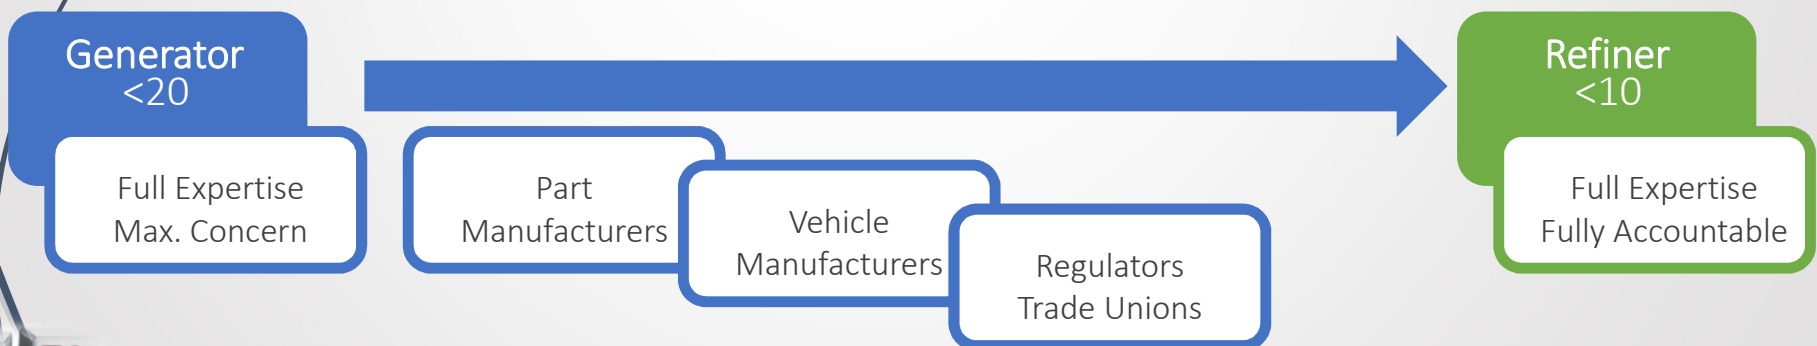 Generator
<20
Full Expertise
Max. Concern
Part
Manufacturers
Vehicle
Manufacturers
Regulators
Trade Unions
Refiner
<10
Full Expertise
Fully Accountable